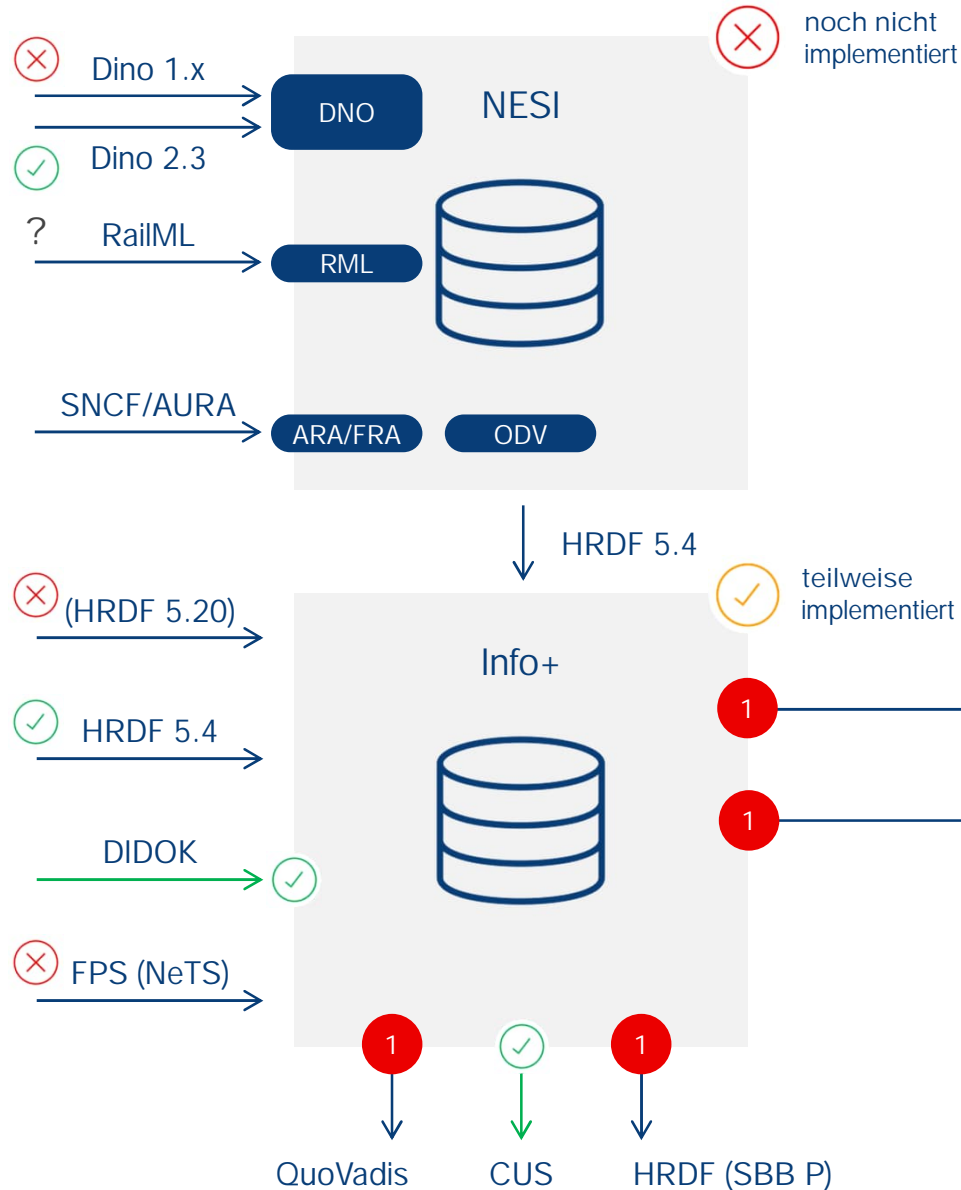 noch nicht
implementiert
Dino 1.x
DNO
NESI
Dino 2.3
?
RailML
RML
SNCF/AURA
ARA/FRA
ODV
HRDF 5.4
teilweise
implementiert
(HRDF 5.20)
Info+
1
HRDF 5.4
1
DIDOK
FPS (NeTS)
1
1
QuoVadis
CUS
HRDF (SBB P)